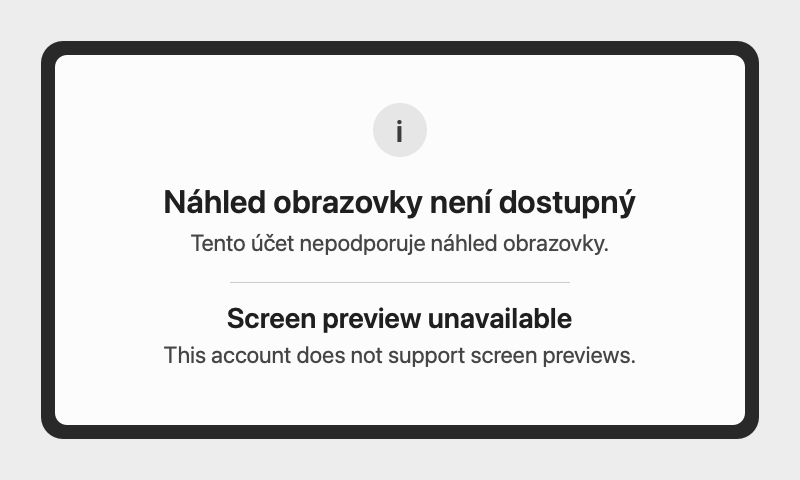 i
Náhled obrazovky není dostupný
Tento účet nepodporuje náhled obrazovky.
Screen preview unavailable
This account does not support screen previews.